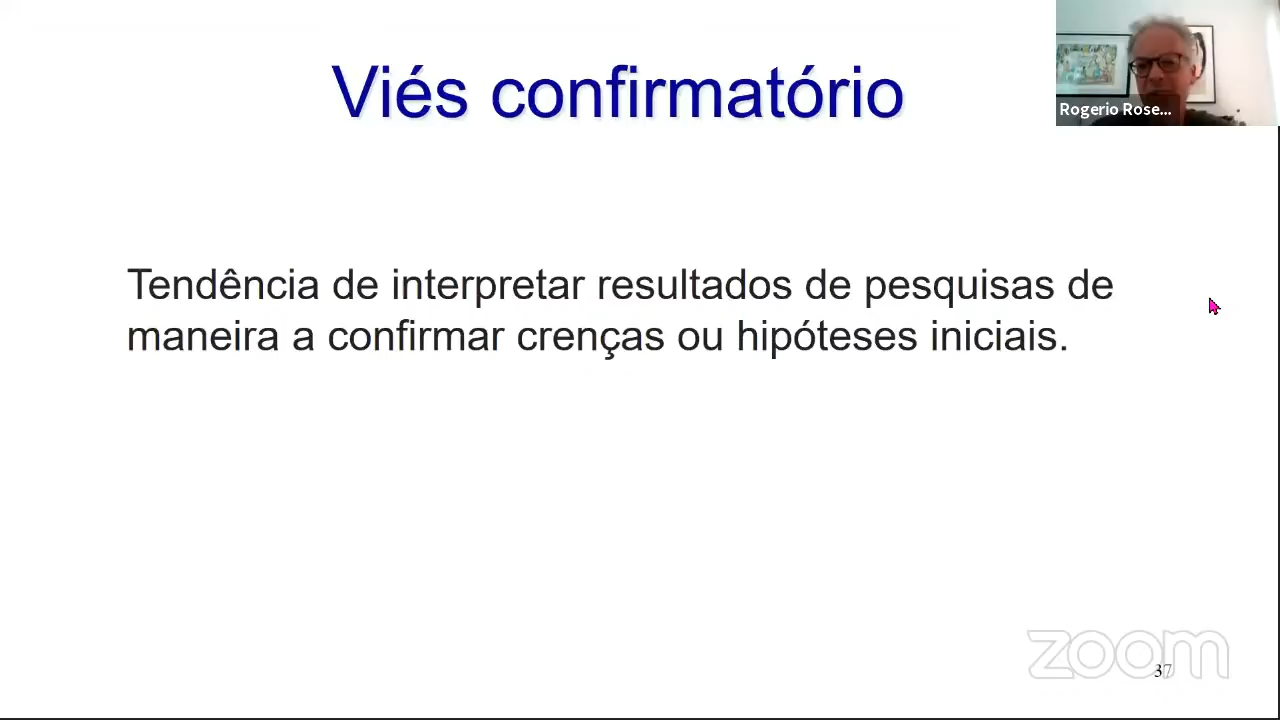 Viés confirmatório
Rogerio Rose...
Tendência de interpretar resultados de pesquisas de
maneira a confirmar crenças ou hipóteses iniciais.
zoom
37